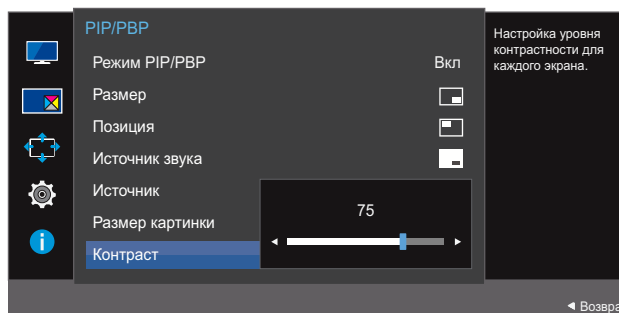 PIP/PBP
Режим PIP/PBP Вкл
Размер
Позиция
Источник звука
Источник
Размер картинки
Контраст
75
Настройка уровня
контрастности для
каждого экрана.
Возвра